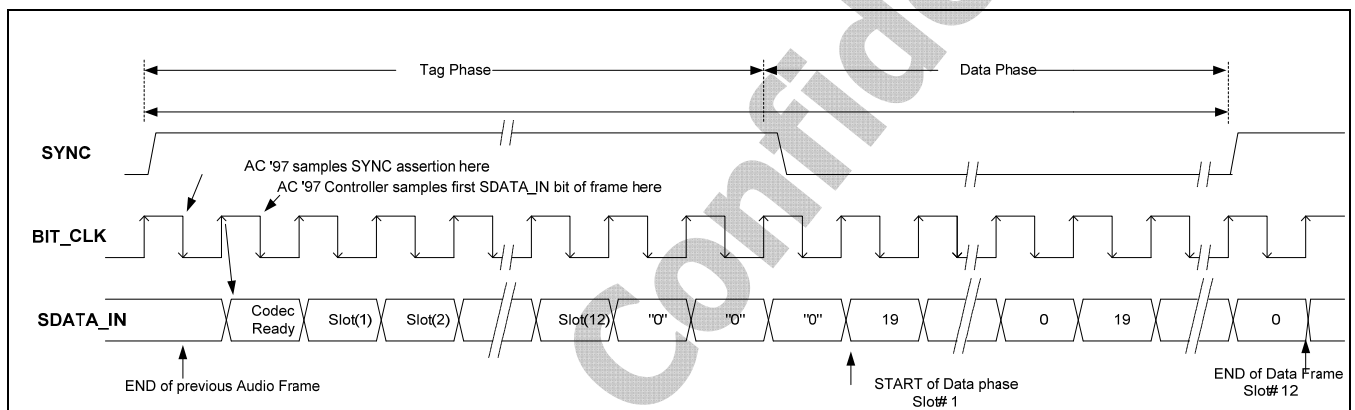 Tag Phase Data Phase
SYNC
AC '97 samples SYNC assertion here
AC '97 Controller samples first SDATA_IN bit of frame here
BIT_CLK
SDATA_IN
Codec Ready Slot(1) Slot(2) Slot(12) "0" "0" "0" 19 0 19 0
END of previous Audio Frame
START of Data phase
Slot# 1
END of Data Frame
Slot# 12